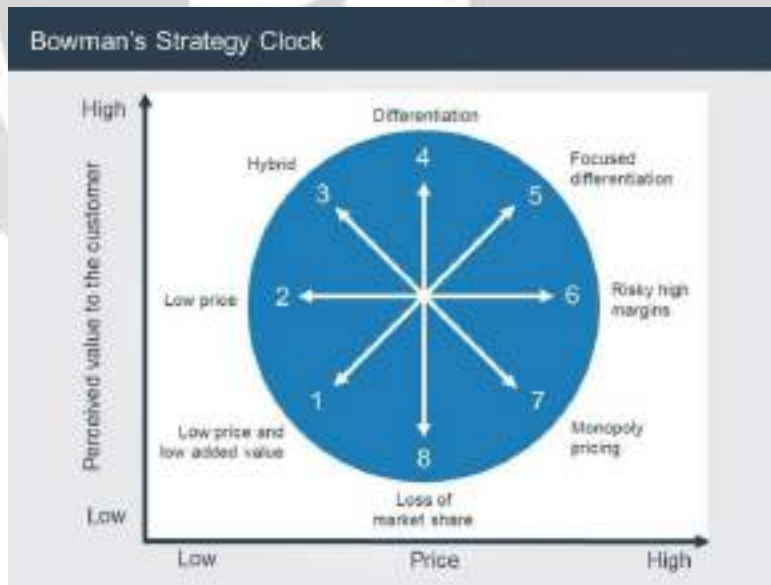 Bowman's Strategy Clock
High
Differentiation
Hybrid
4
Focused
differentiation
3
5
Perceived value to the customer
Low price
2
6
Risky high
margins
1
7
Low price and
low added value
Monopoly
pricing
8
Low
Loss of
market share
Low
Price
High